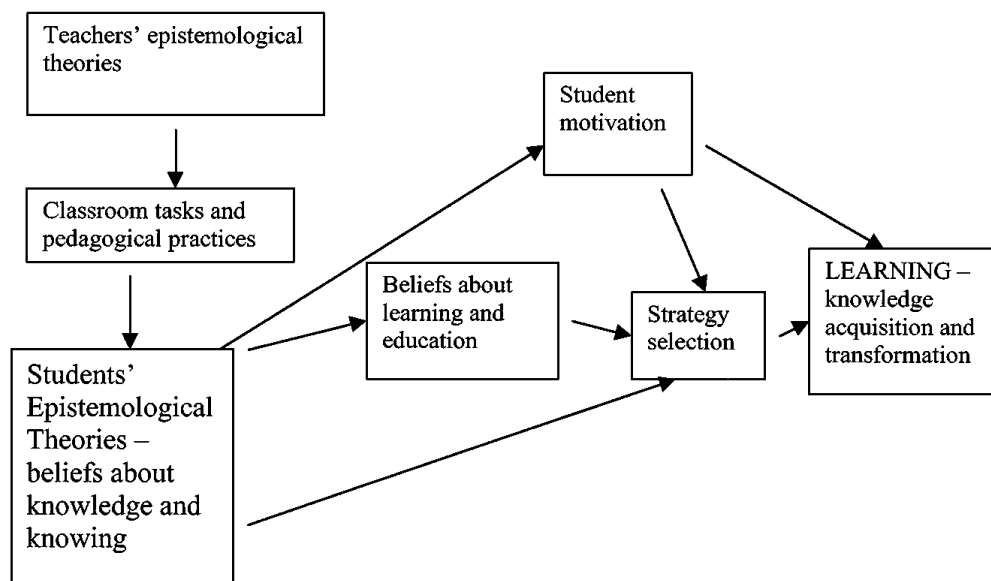 Teachers’ epistemological
theories
Classroom tasks and
pedagogical practices
Students’
Epistemological
Theories –
beliefs about
knowledge and
knowing
Student
motivation
Beliefs about
learning and
education
Strategy
selection
LEARNING –
knowledge
acquisition and
transformation